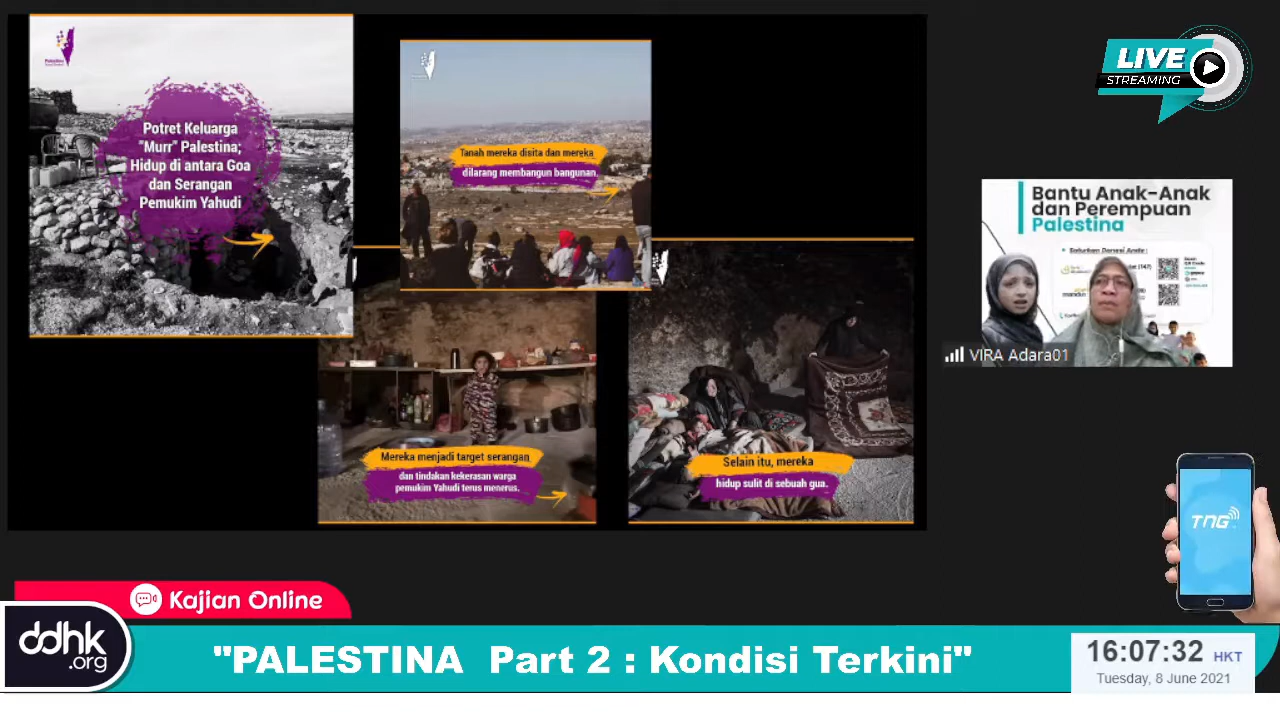 Potret Keluarga
"Murr" Palestina;
Hidup di antara Goa
dan Serangan
Pemukim Yahudi
Tanah mereka disita dan mereka
dilarang membangun bangunan.
Mereka menjadi target serangan
dan tindakan kekerasan warga
pemukim Yahudi terus menerus.
Selain itu, mereka
hidup sulit di sebuah gua.
LIVE
STREAMING
Bantu Anak-Anak
dan Perempuan
Palestina
Salurkan Donasi Anda :
VIRA Adara01
TNG
Kajian Online
ddhk
.org
"PALESTINA Part 2 : Kondisi Terkini"
16:07:32 HKT
Tuesday, 8 June 2021